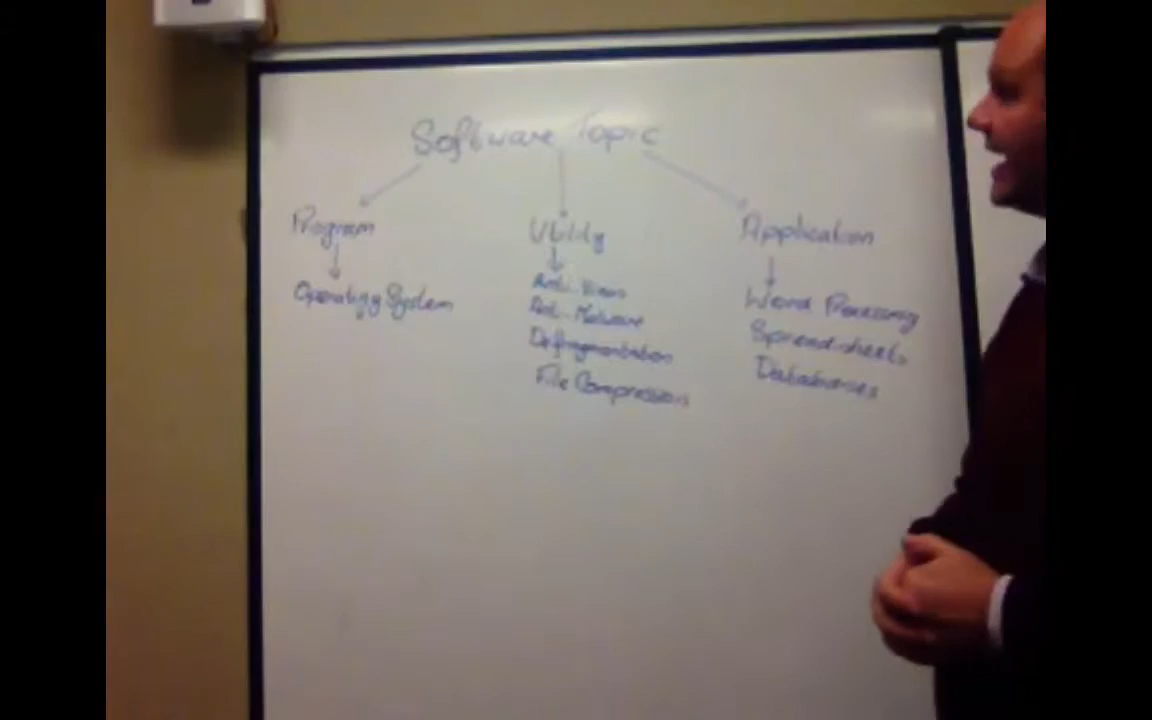 Software Topic
Program
Utility
Application
Operating System
Anti-Virus
Anti-Malware
Defragmentation
File Compression
Word Processing
Spreadsheets
Databases